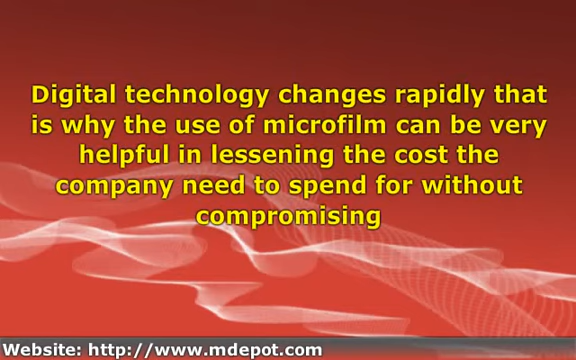 Digital technology changes rapidly that
is why the use of microfilm can be very
helpful in lessening the cost the
company need to spend for without
compromising
Website: http://www.mdepot.com